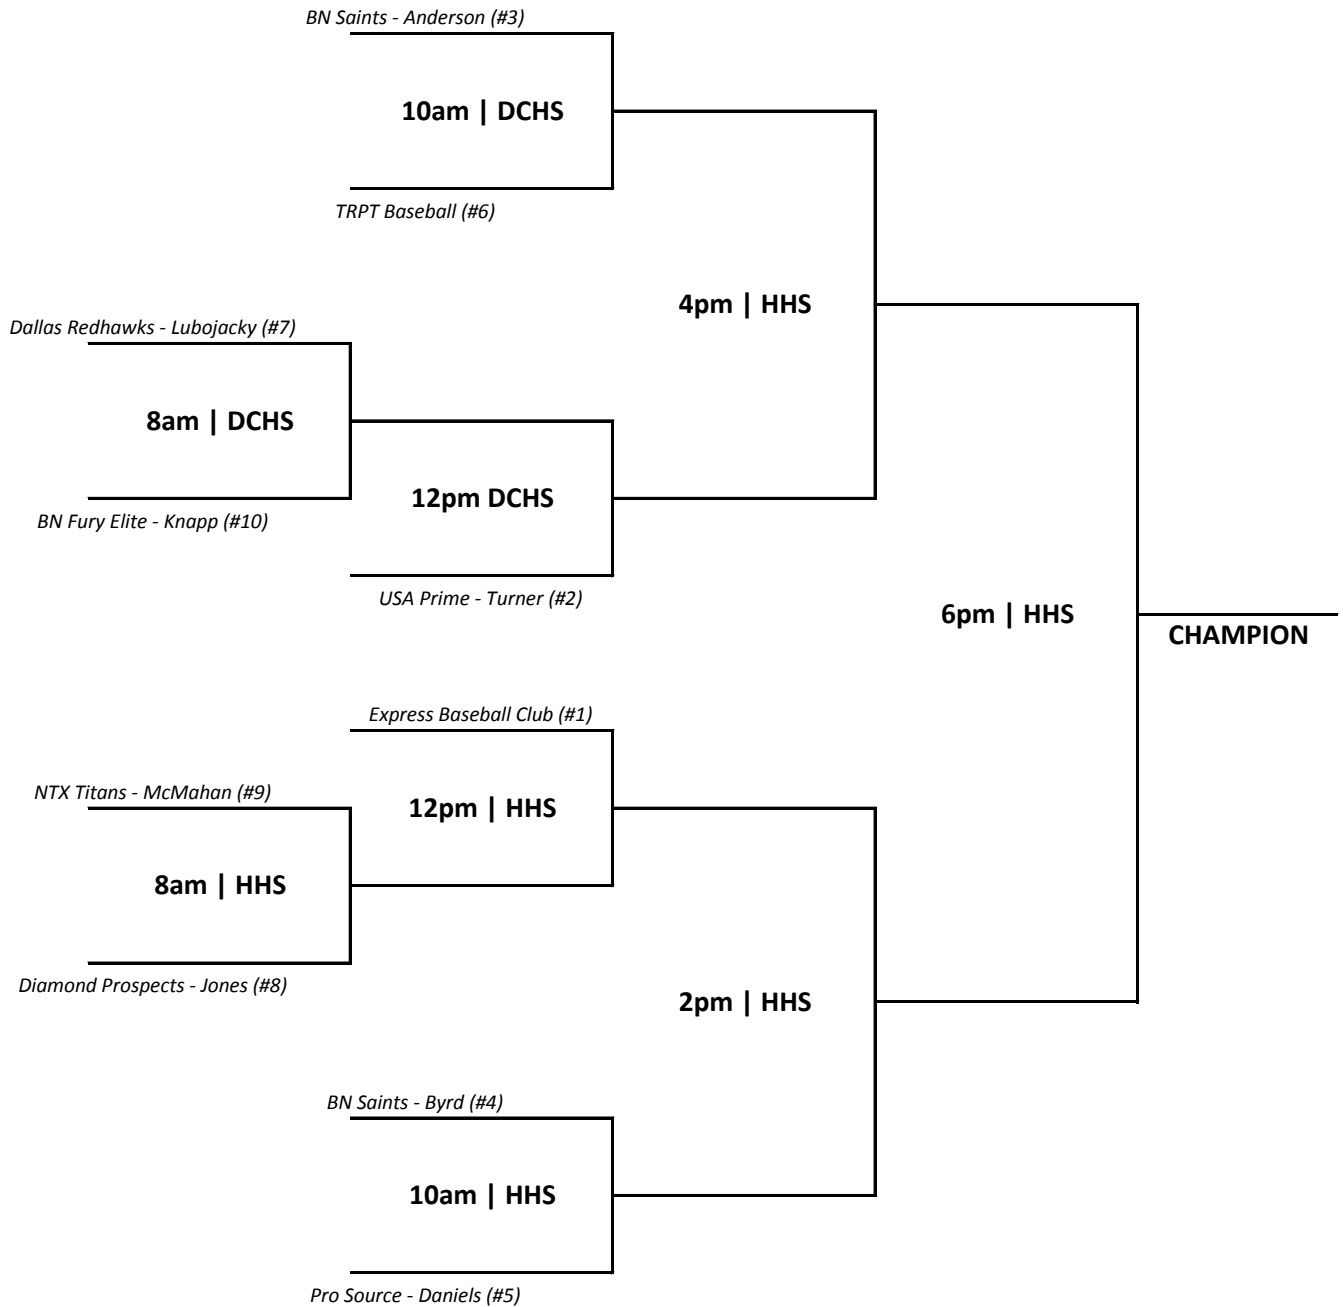 BN Saints - Anderson (#3)
10am | DCHS
TRPT Baseball (#6)
4pm | HHS
Dallas Redhawks - Lubojacky (#7)
8am | DCHS
12pm DCHS
BN Fury Elite - Knapp (#10)
USA Prime - Turner (#2)
6pm | HHS
CHAMPION
Express Baseball Club (#1)
NTX Titans - McMahan (#9)
12pm | HHS
8am | HHS
Diamond Prospects - Jones (#8)
2pm | HHS
BN Saints - Byrd (#4)
10am | HHS
Pro Source - Daniels (#5)